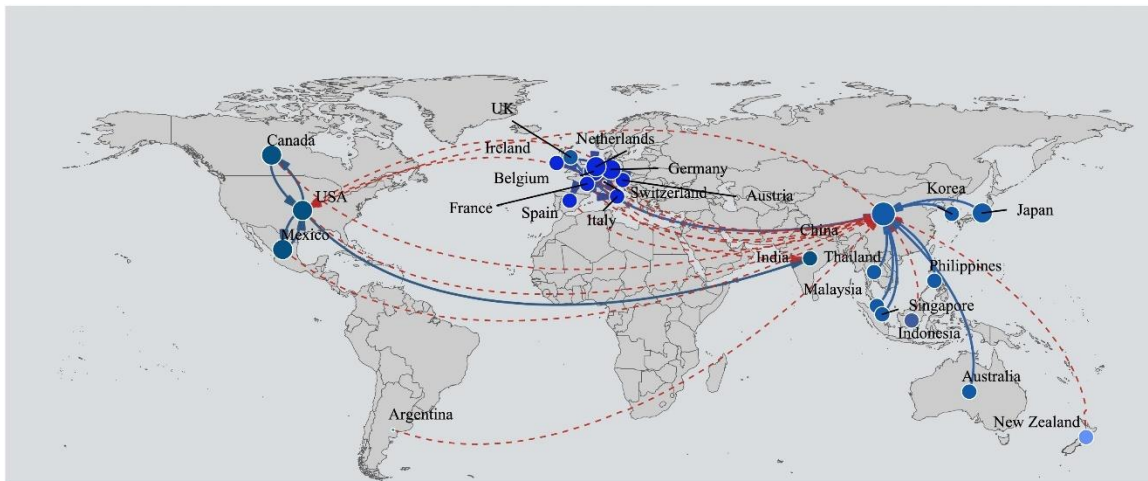 UK
Canada
Netherlands
Ireland
Belgium
Germany
Korea
USA
France
Switzerland
Austria
Spain
Japan
Italy
China
Mexico
India
Thailand
Philippines
Malaysia
Singapore
Indonesia
Australia
Argentina
New Zealand